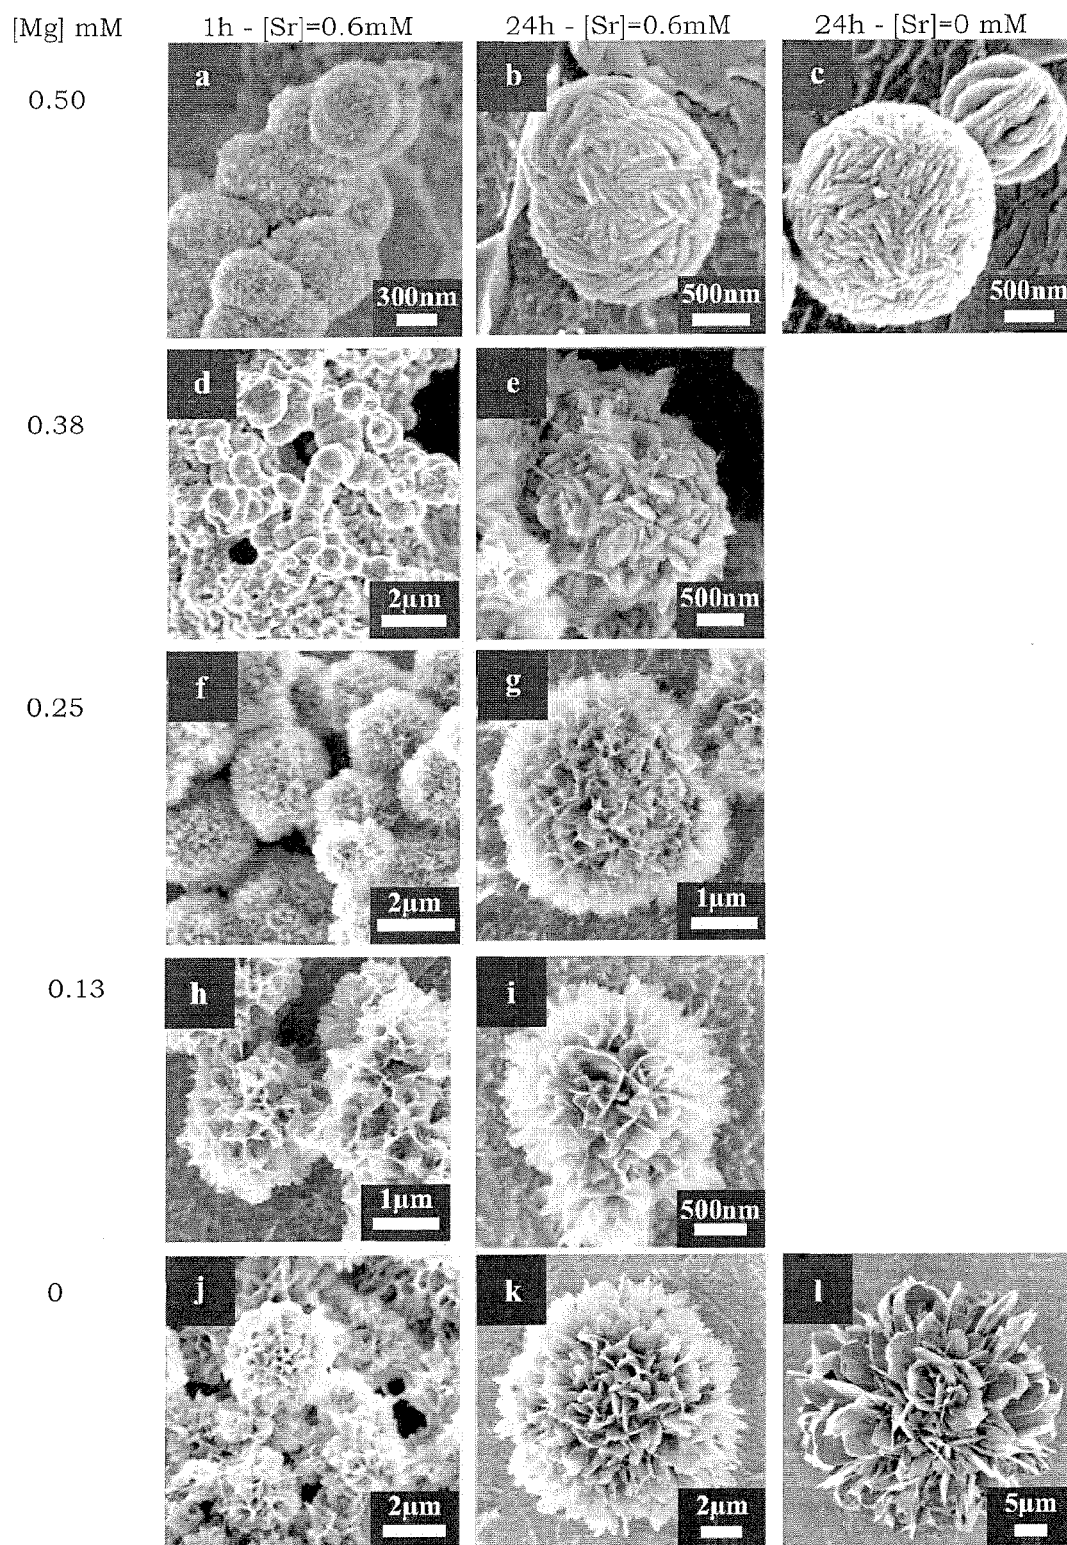 [Mg] mM 1h - [Sr]=0.6mM 24h - [Sr]=0.6mM 24h - [Sr]=0 mM
0.50
a b c
300nm 500nm 500nm
0.38
d e
2μm 500nm
0.25
f g
2μm 1μm
0.13
h i
1μm 500nm
0
j k l
2μm 2μm 5μm